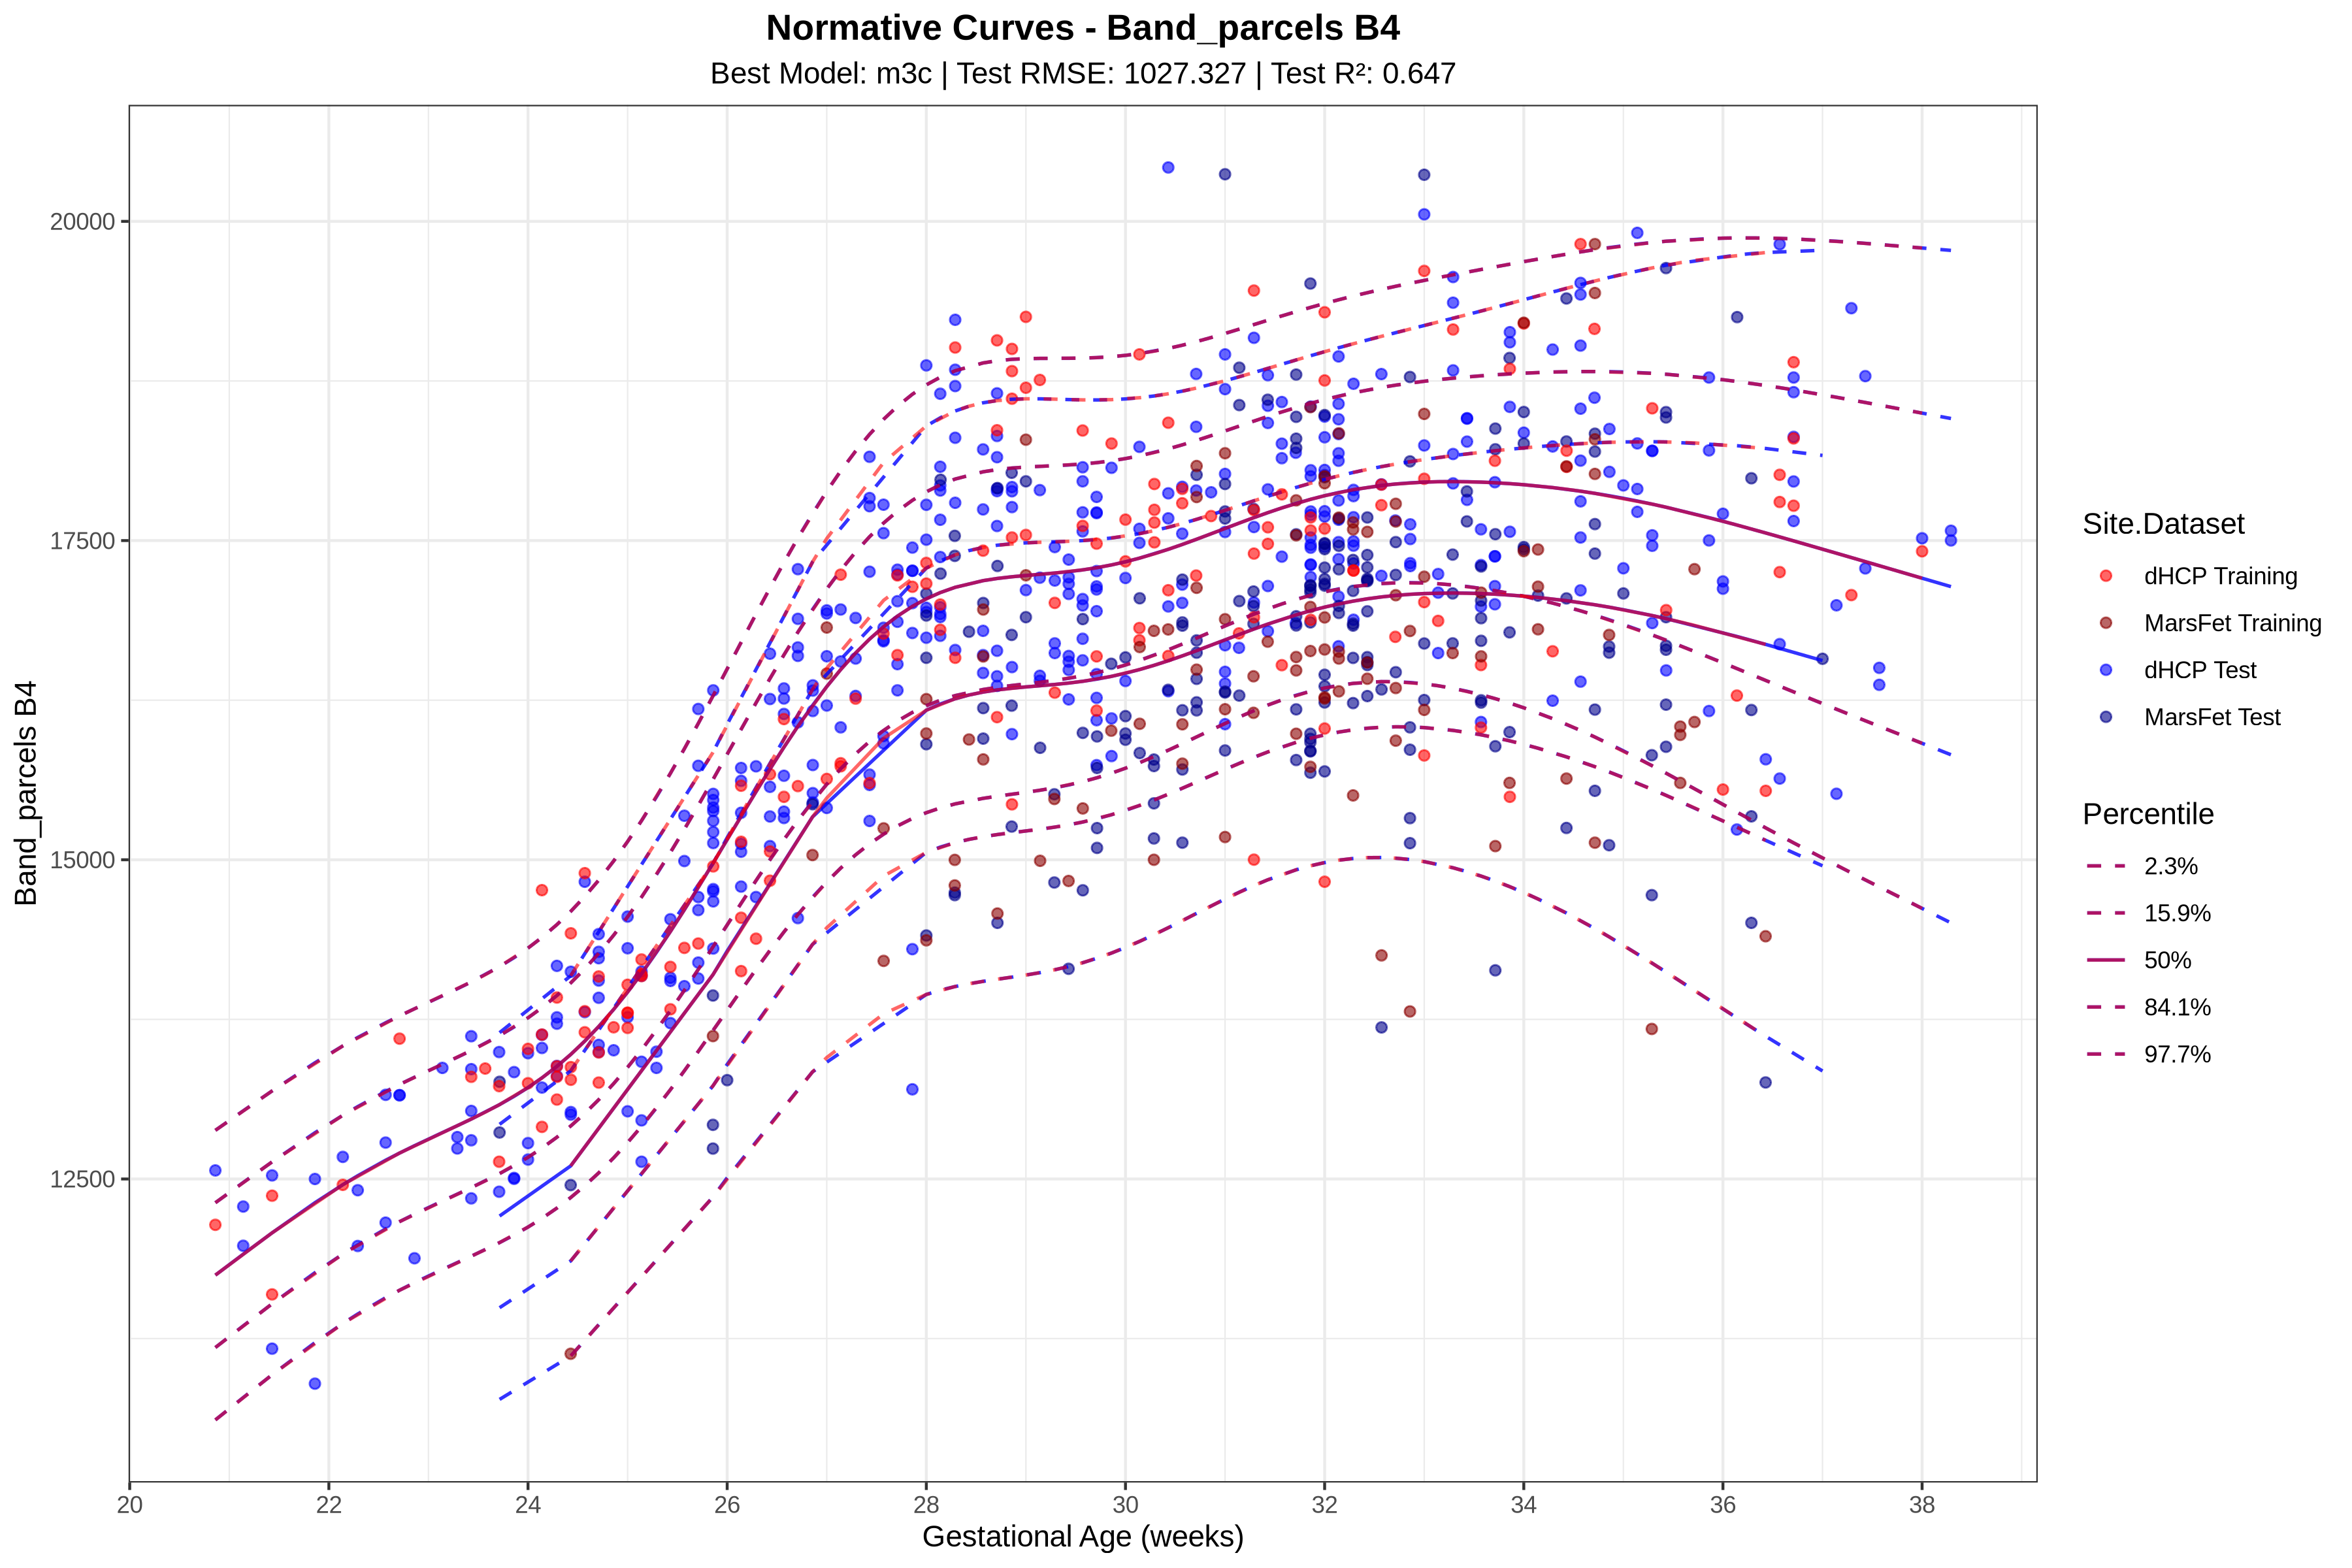 Normative Curves - Band_parcels B4
Best Model: m3c | Test RMSE: 1027.327 | Test R²: 0.647
Band_parcels B4
20000
17500
15000
12500
20 22 24 26 28 30 32 34 36 38
Gestational Age (weeks)
Site.Dataset
dHCP Training
MarsFet Training
dHCP Test
MarsFet Test
Percentile
2.3%
15.9%
50%
84.1%
97.7%